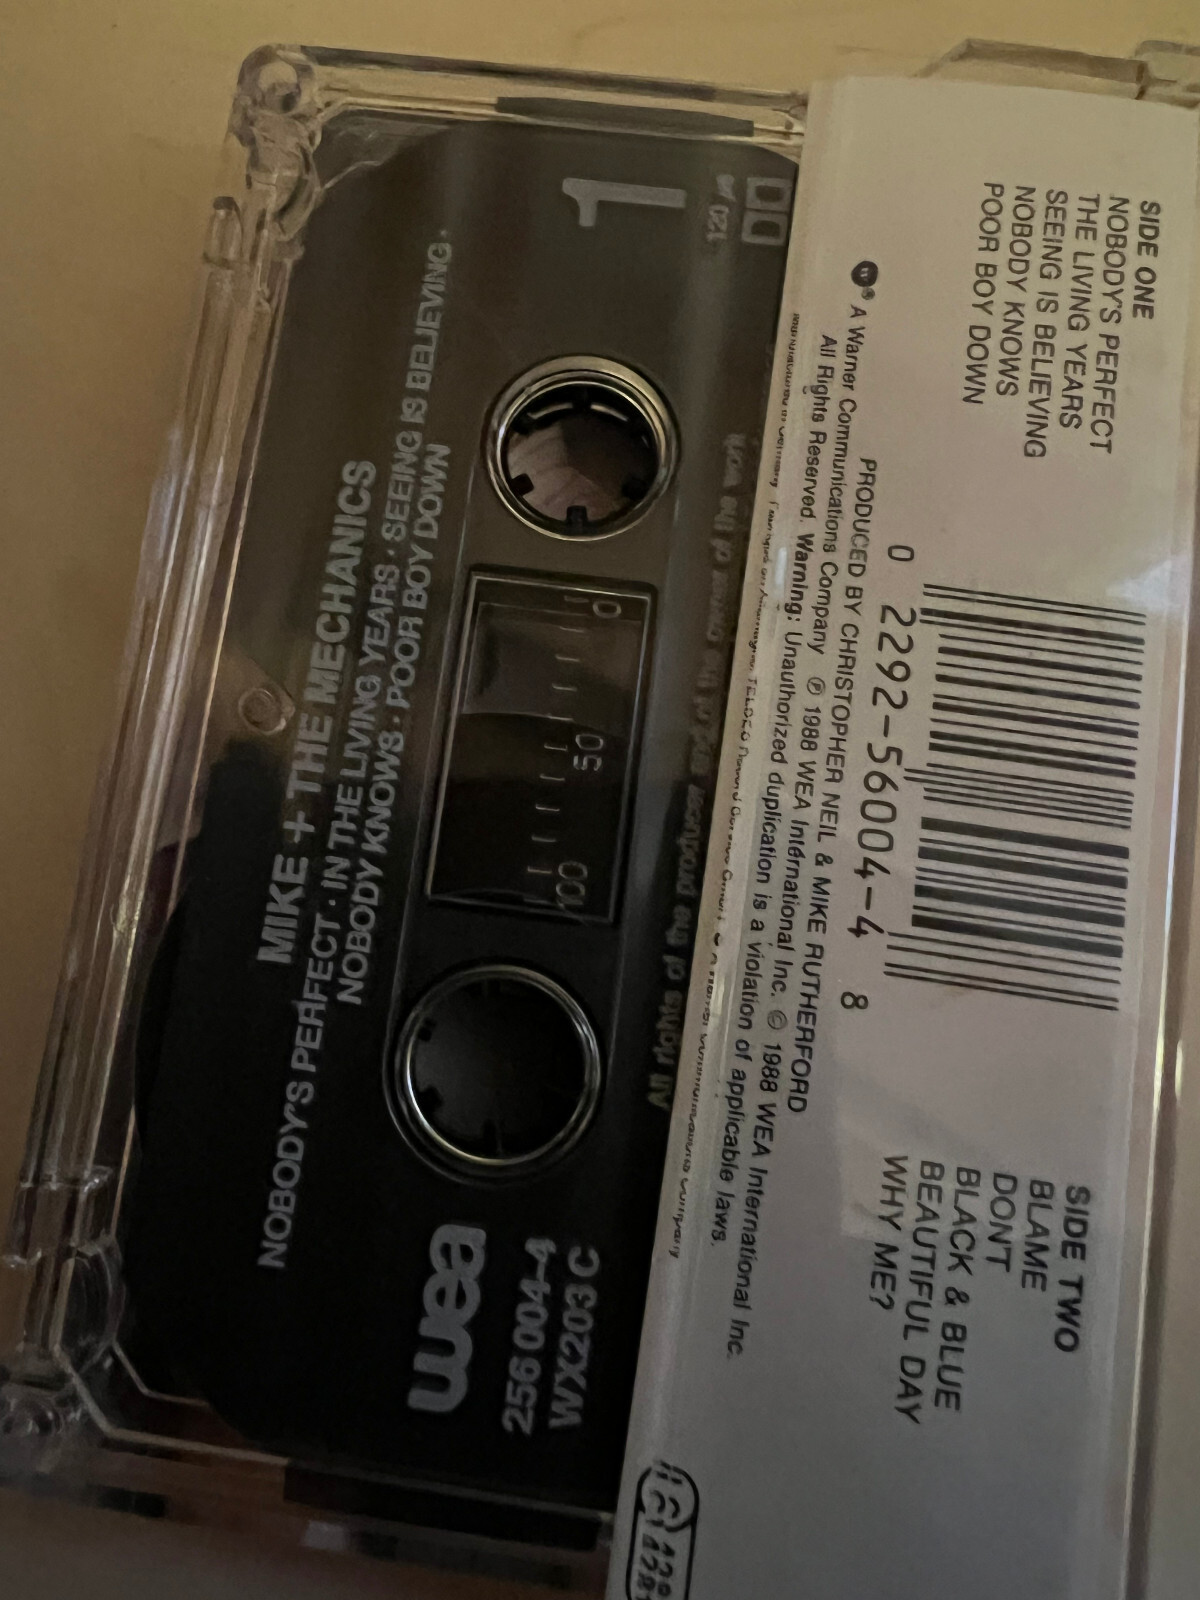 SIDE ONE
NOBODY'S PERFECT
THE LIVING YEARS
SEEING IS BELIEVING
NOBODY KNOWS
POOR BOY DOWN
SIDE TWO
BLAME
DON'T
BLACK & BLUE
BEAUTIFUL DAY
WHY ME?
0 2292-56004-4 8
PRODUCED BY CHRISTOPHER NEIL & MIKE RUTHERFORD
A Warner Communications Company ℗ 1988 WEA International Inc. © 1988 WEA International Inc.
All Rights Reserved. Warning: Unauthorized duplication is a violation of applicable laws.
1
MIKE + THE MECHANICS
NOBODY'S PERFECT · IN THE LIVING YEARS · SEEING IS BELIEVING ·
NOBODY KNOWS · POOR BOY DOWN
0 50 100
wea
256 004-4
WX203 C